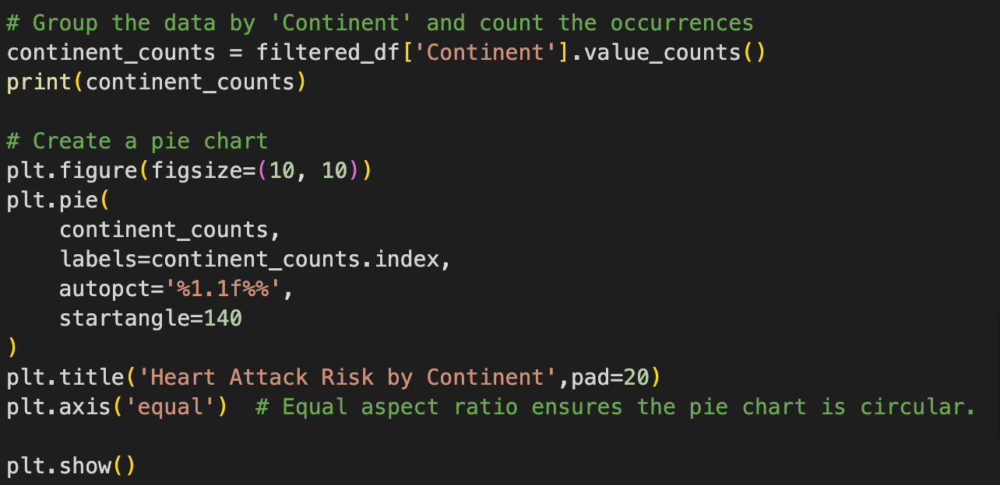 # Group the data by 'Continent' and count the occurrences
continent_counts = filtered_df['Continent'].value_counts()
print(continent_counts)

# Create a pie chart
plt.figure(figsize=(10, 10))
plt.pie(
    continent_counts,
    labels=continent_counts.index,
    autopct='%1.1f%%',
    startangle=140
)
plt.title('Heart Attack Risk by Continent',pad=20)
plt.axis('equal')  # Equal aspect ratio ensures the pie chart is circular.

plt.show()